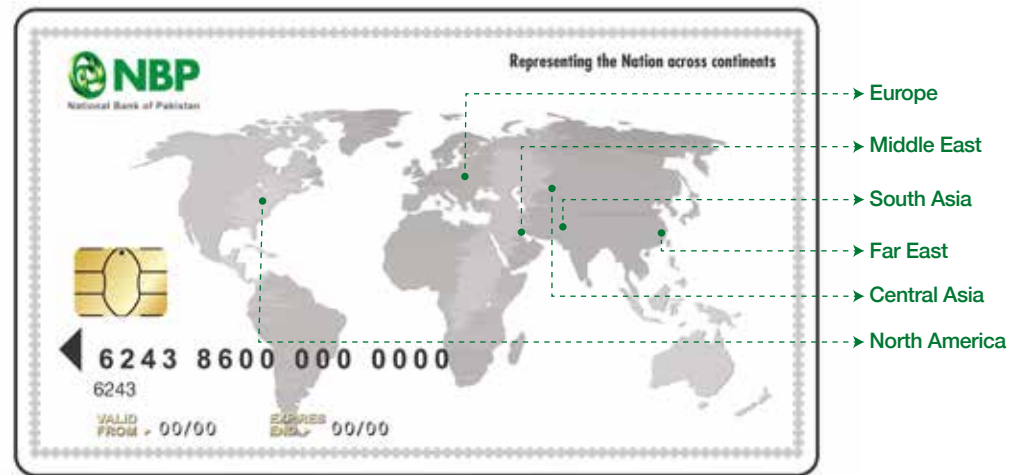 NBP
National Bank of Pakistan
Representing the Nation across continents
Europe
Middle East
South Asia
Far East
Central Asia
North America
6243 8600 000 0000
6243
VALID FROM 00/00 EXPIRES END 00/00